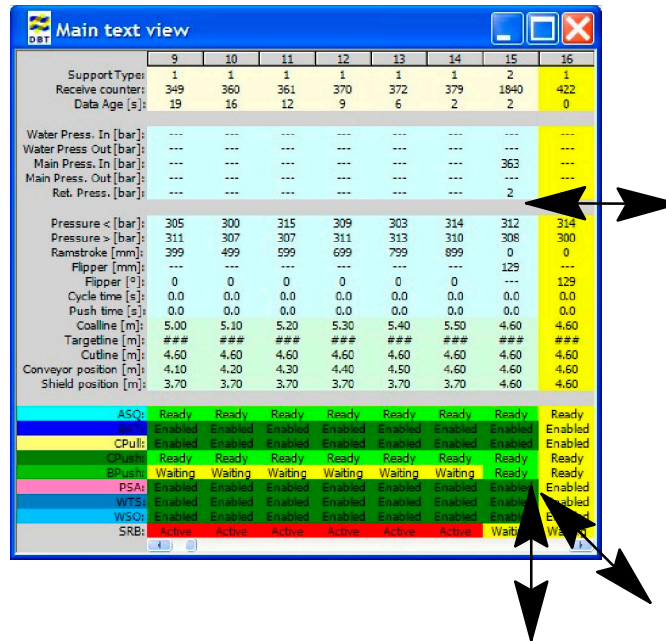 DBT Main text view
9 10 11 12 13 14 15 16
Support Type: 1 1 1 1 1 1 2 1
Receive counter: 349 360 361 370 372 379 1840 422
Data Age [s]: 19 16 12 9 6 2 2 0
Water Press. In [bar]: --- --- --- --- --- --- --- ---
Water Press Out [bar]: --- --- --- --- --- --- --- ---
Main Press. In [bar]: --- --- --- --- --- --- 363 ---
Main Press. Out [bar]: --- --- --- --- --- --- --- ---
Ret. Press. [bar]: --- --- --- --- --- --- 2 ---
Pressure < [bar]: 305 300 315 309 303 314 312 314
Pressure > [bar]: 311 307 307 311 313 310 308 300
Ramstroke [mm]: 399 499 599 699 799 899 0 0
Flipper [mm]: --- --- --- --- --- --- 129 ---
Flipper [°]: 0 0 0 0 0 0 --- 129
Cycle time [s]: 0.0 0.0 0.0 0.0 0.0 0.0 0.0 0.0
Push time [s]: 0.0 0.0 0.0 0.0 0.0 0.0 0.0 0.0
Coalline [m]: 5.00 5.10 5.20 5.30 5.40 5.50 4.60 4.60
Targetline [m]: ### ### ### ### ### ### ### ###
Cutline [m]: 4.60 4.60 4.60 4.60 4.60 4.60 4.60 4.60
Conveyor position [m]: 4.10 4.20 4.30 4.40 4.50 4.60 4.60 4.60
Shield position [m]: 3.70 3.70 3.70 3.70 3.70 3.70 4.60 4.60
ASQ: Ready Ready Ready Ready Ready Ready Ready Ready
Enabled Enabled Enabled Enabled Enabled Enabled Enabled Enabled
CPull: Enabled Enabled Enabled Enabled Enabled Enabled Enabled Enabled
CPush: Ready Ready Ready Ready Ready Ready Ready Ready
BPush: Waiting Waiting Waiting Waiting Waiting Waiting Ready Ready
PSA: Enabled Enabled Enabled Enabled Enabled Enabled Enabled Enabled
WTS: Enabled Enabled Enabled Enabled Enabled Enabled Enabled
WSO: Enabled Enabled Enabled Enabled Enabled Enabled Enabled Enabled
SRB: Active Active Active Active Active Active